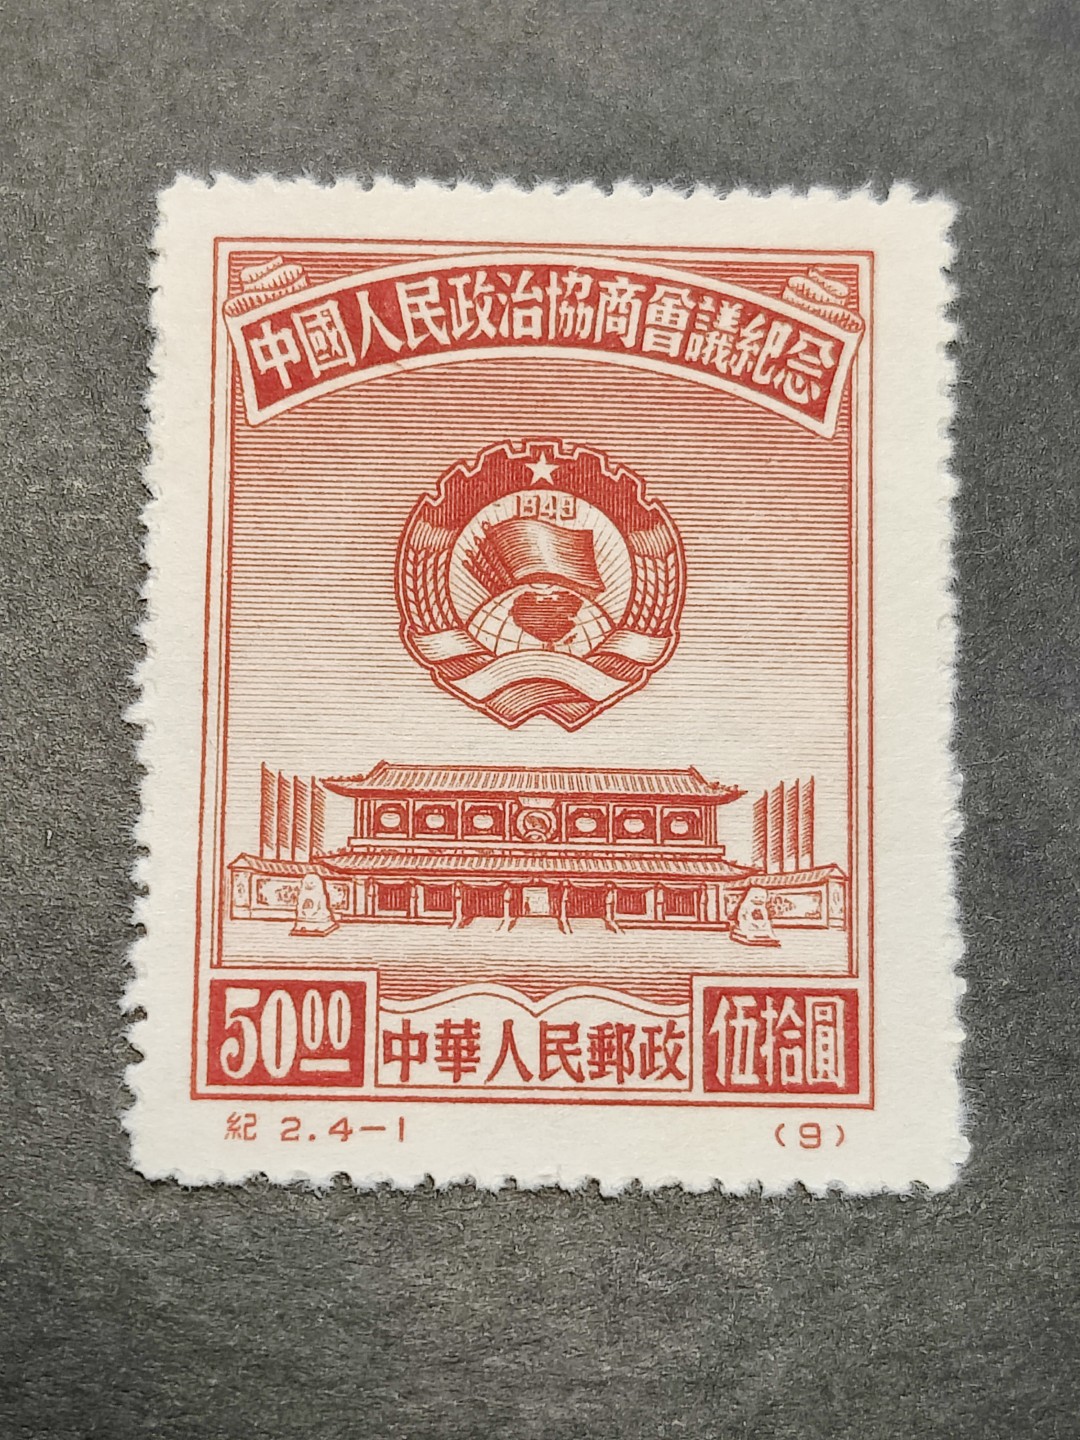 中國人民政治協商會議紀念
1949
50.00
中華人民郵政
伍拾圓
紀 2.4-1
(9)